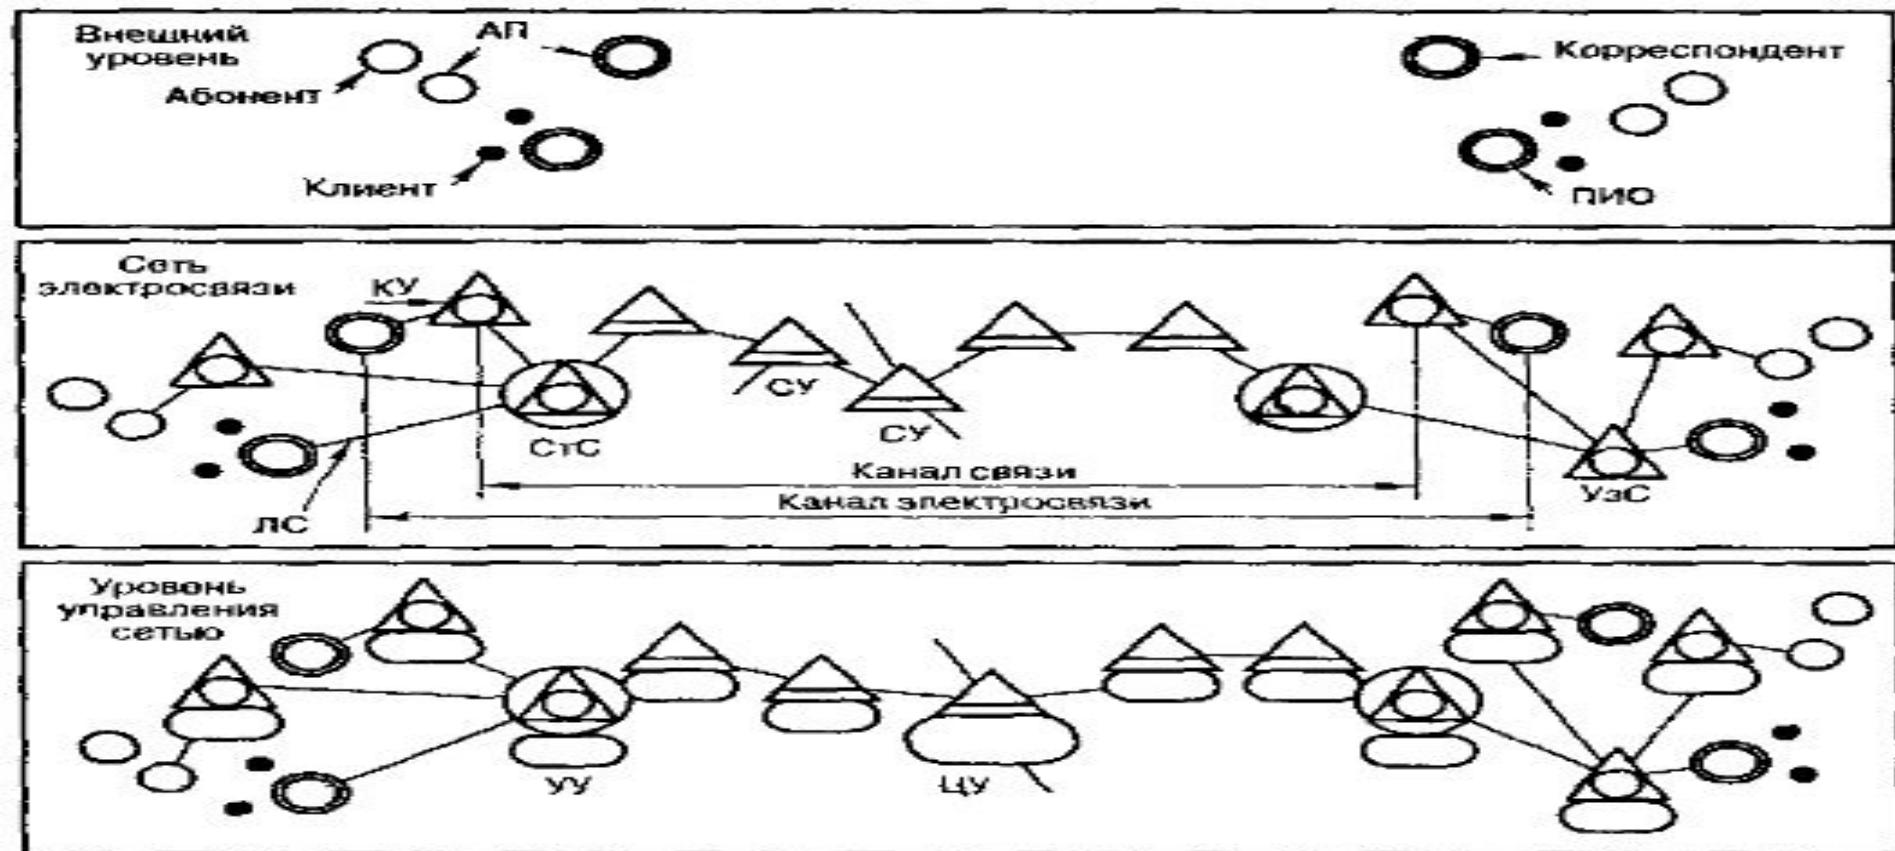 Внешний
уровень
АП
Абонент
Клиент
Корреспондент
ПИО
Сеть
электросвязи
КУ
СУ
СУ
СтС
ЛС
Канал связи
Канал электросвязи
УзС
Уровень
управления
сетью
УУ
ЦУ